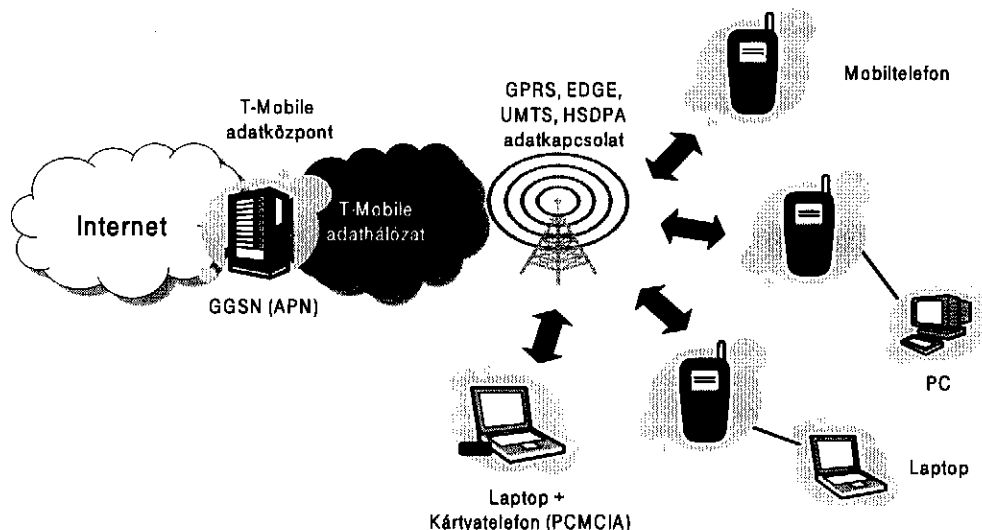 Mobiltelefon
GPRS, EDGE,
UMTS, HSDPA
adatkapcsolat
T-Mobile
adatközpont
Internet
T-Mobile
adathálózat
GGSN (APN)
PC
Laptop
Laptop +
Kártyatelefon (PCMCIA)